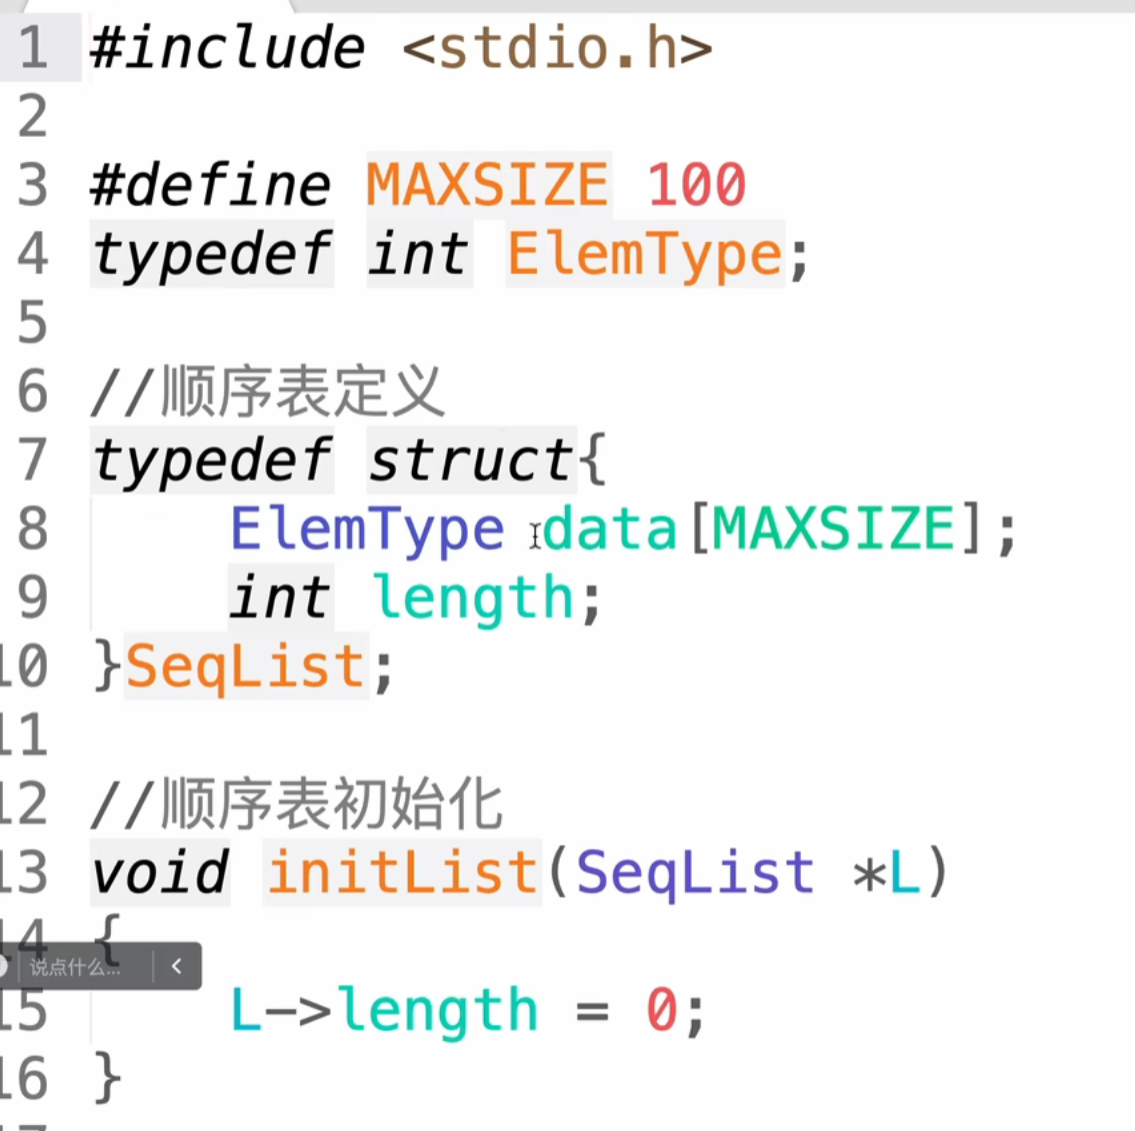 1 #include <stdio.h>
2
3 #define MAXSIZE 100
4 typedef int ElemType;
5
6 //顺序表定义
7 typedef struct{
8 ElemType data[MAXSIZE];
9 int length;
10 }SeqList;
11
12 //顺序表初始化
13 void initList(SeqList *L)
14 {
说点什么...
15 L->length = 0;
16 }